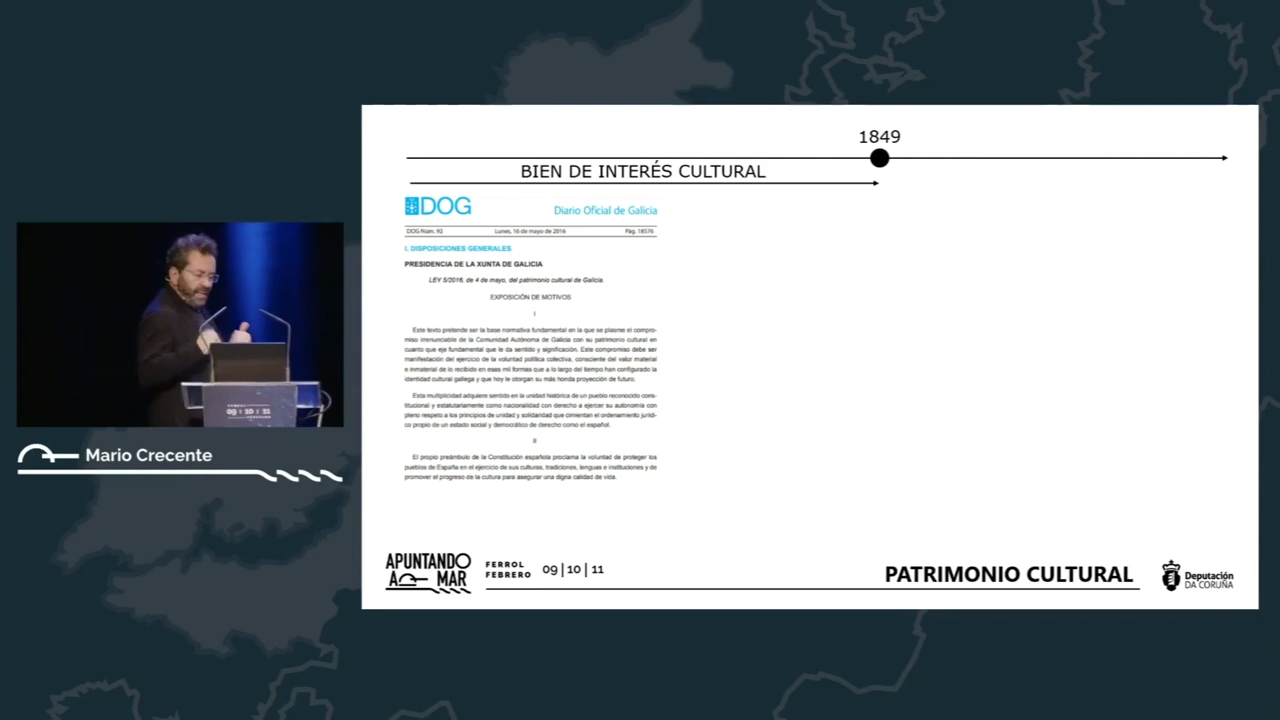 1849
BIEN DE INTERÉS CULTURAL
DOG
Diario Oficial de Galicia
DOG Núm. 92
Lunes, 16 de mayo de 2016
Pág. 18576
I. DISPOSICIONES GENERALES
PRESIDENCIA DE LA XUNTA DE GALICIA
LEY 5/2016, de 4 de mayo, del patrimonio cultural de Galicia.
EXPOSICIÓN DE MOTIVOS
I
Este texto pretende ser la base normativa fundamental en la que se plasme el compro-
miso irrenunciable de la Comunidad Autónoma de Galicia con su patrimonio cultural en
cuanto que eje fundamental que le da sentido y significación. Este compromiso debe ser
manifestación del ejercicio de la voluntad política colectiva, consciente del valor material
e inmaterial de lo recibido en esas mil formas que a lo largo del tiempo han configurado la
identidad cultural gallega y que hoy le otorgan su más honda proyección de futuro.
Esta multiplicidad adquiere sentido en la unidad histórica de un pueblo reconocido cons-
titucional y estatutariamente como nacionalidad con derecho a ejercer su autonomía con
pleno respeto a los principios de unidad y solidaridad que cimientan el ordenamiento jurídi-
co propio de un estado social y democrático de derecho como el español.
II
El propio preámbulo de la Constitución española proclama la voluntad de proteger los
pueblos de España en el ejercicio de sus culturas, tradiciones, lenguas e instituciones y de
promover el progreso de la cultura para asegurar una digna calidad de vida.
09 | 10 | 11
Mario Crecente
APUNTANDO
A MAR
FERROL
FEBRERO
09 | 10 | 11
PATRIMONIO CULTURAL
Deputación
DA CORUÑA